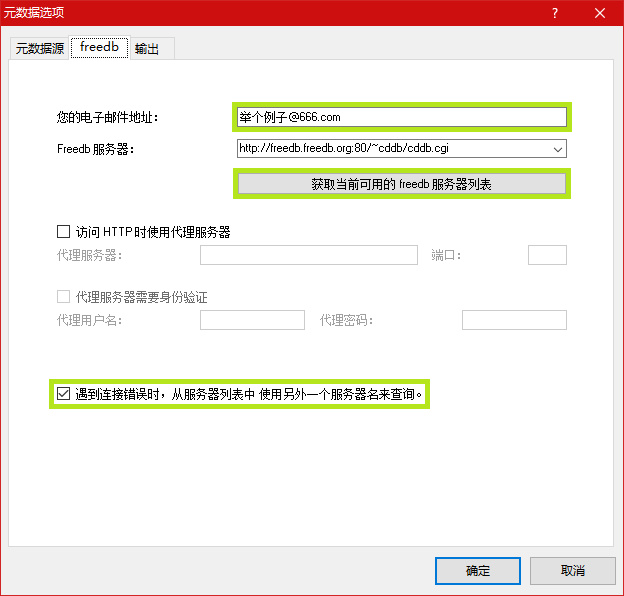 元数据选项
元数据源 freedb 输出
您的电子邮件地址: 举个例子@666.com
Freedb 服务器: http://freedb.freedb.org:80/~cddb/cddb.cgi
获取当前可用的 freedb 服务器列表
访问 HTTP 时使用代理服务器
代理服务器: 端口:
代理服务器需要身份验证
代理用户名: 代理密码:
遇到连接错误时，从服务器列表中 使用另外一个服务器名来查询。
确定 取消